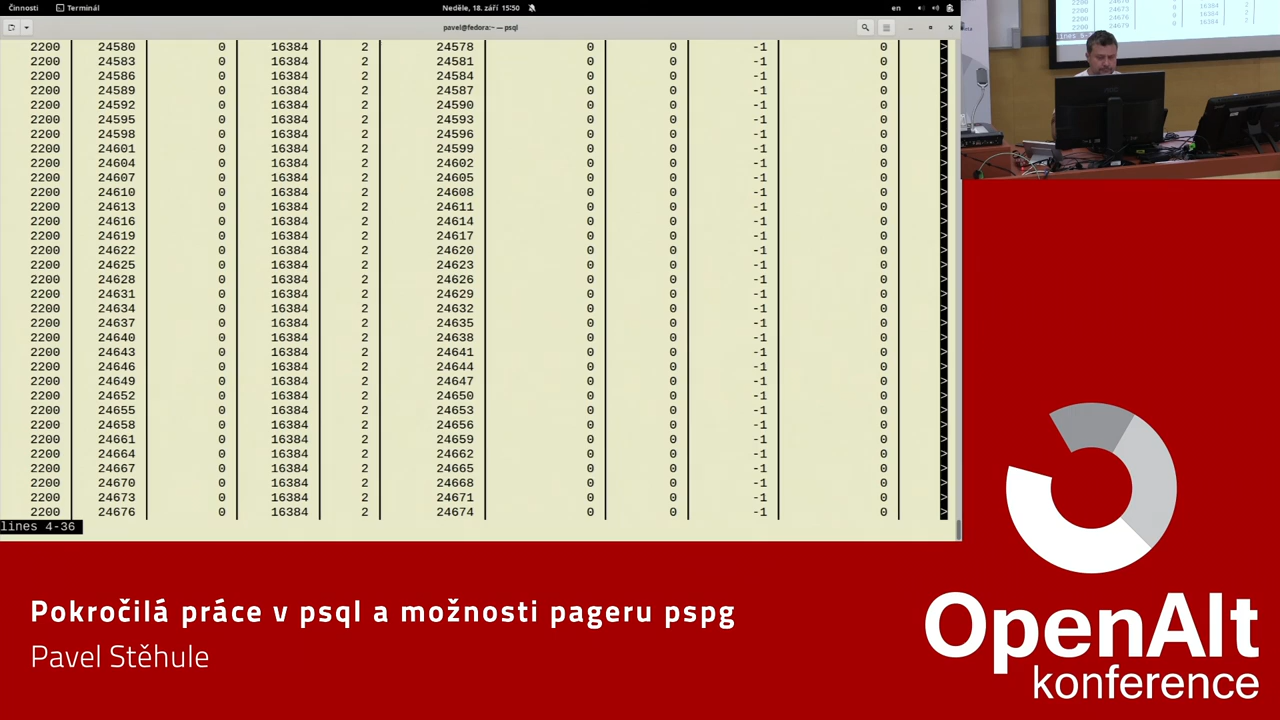 Činnosti Terminál Neděle, 18. září 15:50 en
pavel@fedora:~ — psql
2200 24580 0 16384 2 24578 0 0 -1 0 >
2200 24583 0 16384 2 24581 0 0 -1 0 >
2200 24586 0 16384 2 24584 0 0 -1 0 >
2200 24589 0 16384 2 24587 0 0 -1 0 >
2200 24592 0 16384 2 24590 0 0 -1 0 >
2200 24595 0 16384 2 24593 0 0 -1 0 >
2200 24598 0 16384 2 24596 0 0 -1 0 >
2200 24601 0 16384 2 24599 0 0 -1 0 >
2200 24604 0 16384 2 24602 0 0 -1 0 >
2200 24607 0 16384 2 24605 0 0 -1 0 >
2200 24610 0 16384 2 24608 0 0 -1 0 >
2200 24613 0 16384 2 24611 0 0 -1 0 >
2200 24616 0 16384 2 24614 0 0 -1 0 >
2200 24619 0 16384 2 24617 0 0 -1 0 >
2200 24622 0 16384 2 24620 0 0 -1 0 >
2200 24625 0 16384 2 24623 0 0 -1 0 >
2200 24628 0 16384 2 24626 0 0 -1 0 >
2200 24631 0 16384 2 24629 0 0 -1 0 >
2200 24634 0 16384 2 24632 0 0 -1 0 >
2200 24637 0 16384 2 24635 0 0 -1 0 >
2200 24640 0 16384 2 24638 0 0 -1 0 >
2200 24643 0 16384 2 24641 0 0 -1 0 >
2200 24646 0 16384 2 24644 0 0 -1 0 >
2200 24649 0 16384 2 24647 0 0 -1 0 >
2200 24652 0 16384 2 24650 0 0 -1 0 >
2200 24655 0 16384 2 24653 0 0 -1 0 >
2200 24658 0 16384 2 24656 0 0 -1 0 >
2200 24661 0 16384 2 24659 0 0 -1 0 >
2200 24664 0 16384 2 24662 0 0 -1 0 >
2200 24667 0 16384 2 24665 0 0 -1 0 >
2200 24670 0 16384 2 24668 0 0 -1 0 >
2200 24673 0 16384 2 24671 0 0 -1 0 >
2200 24676 0 16384 2 24674 0 0 -1 0 >
lines 4-36
Pokročilá práce v psql a možnosti pageru pspg
Pavel Stěhule
OpenAlt
konference